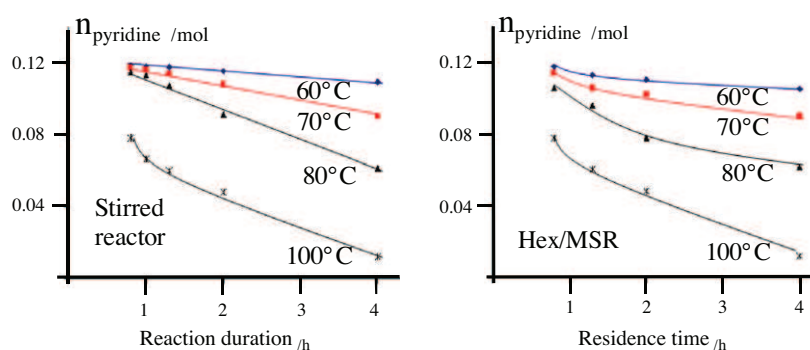 n pyridine /mol
0.12
0.08
0.04
60°C
70°C
80°C
100°C
Stirred
reactor
1 2 3 4
Reaction duration /h
n pyridine /mol
0.12
0.08
0.04
60°C
70°C
80°C
100°C
Hex/MSR
1 2 3 4
Residence time /h